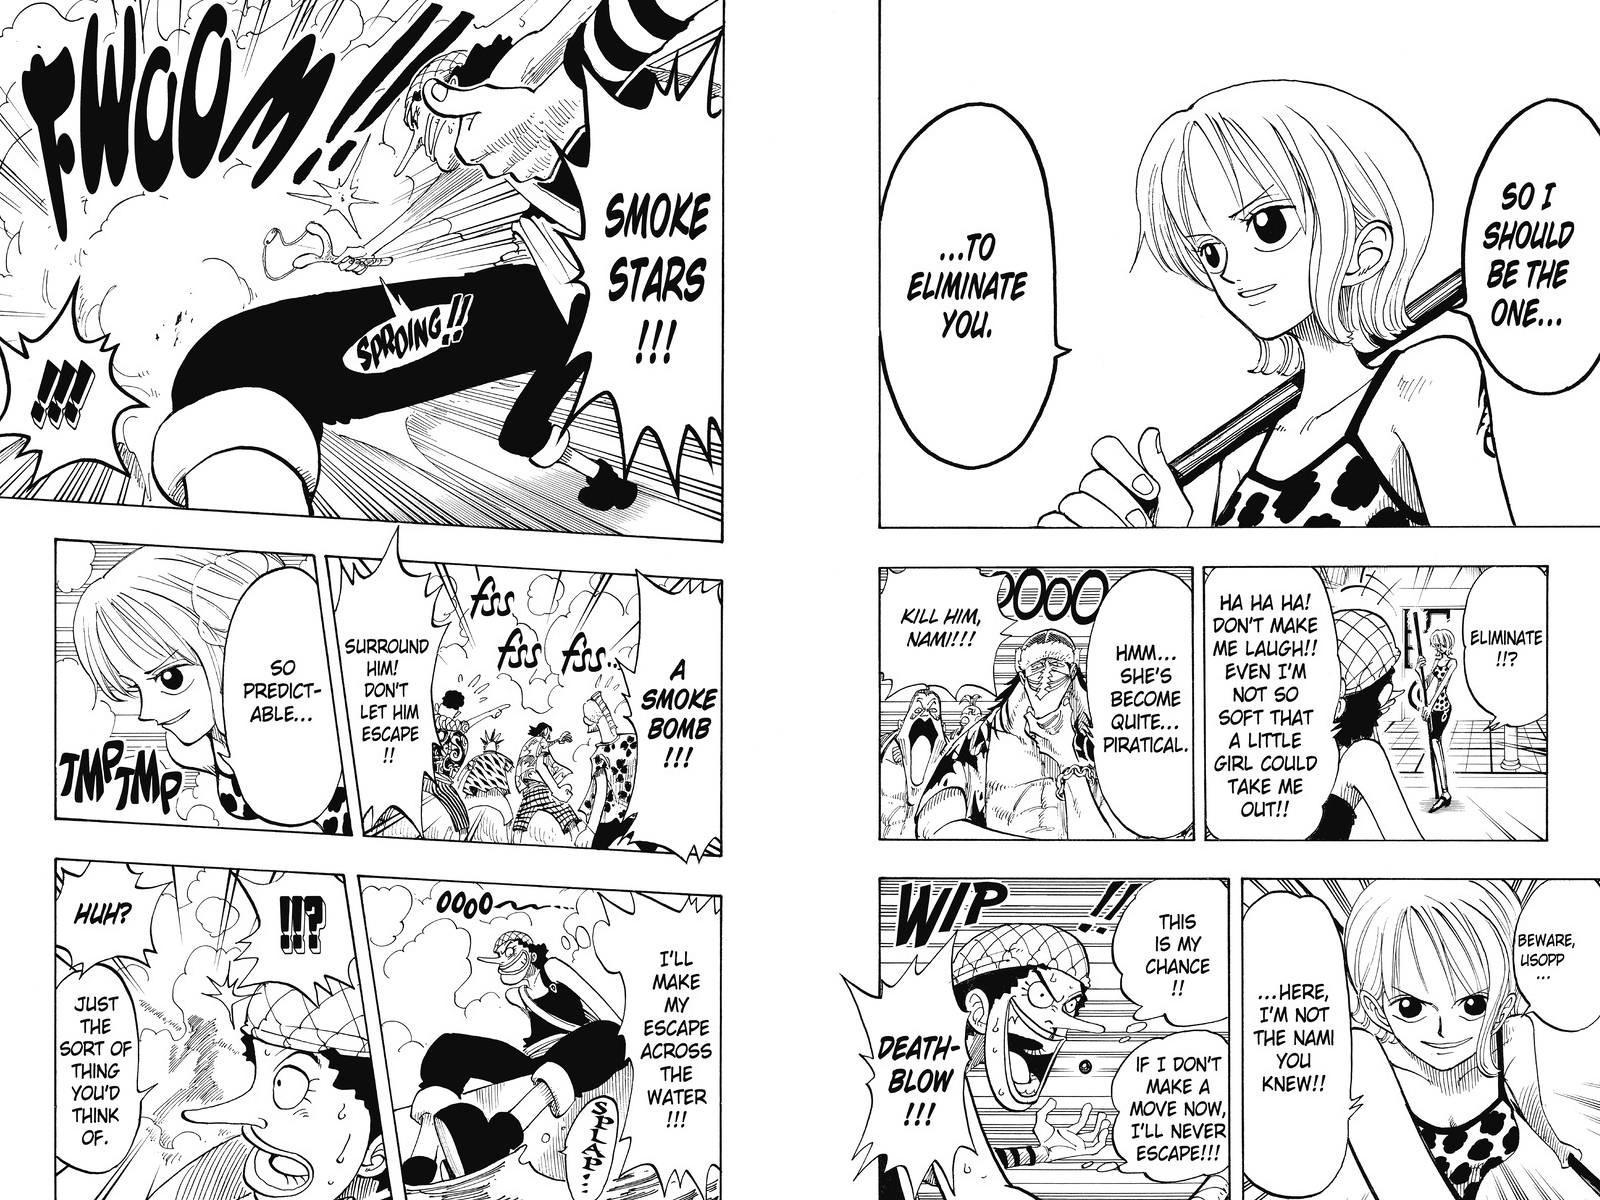 SO I
SHOULD
BE THE
ONE...
...TO
ELIMINATE
YOU.
ELIMINATE
!!?
HA HA HA!
DON'T MAKE
ME LAUGH!!
EVEN I'M
NOT SO
SOFT THAT
A LITTLE
GIRL COULD
TAKE ME
OUT!!
HMM...
SHE'S
BECOME
QUITE...
PIRATICAL.
OOOO
KILL HIM,
NAMI!!!
BEWARE,
USOPP
...
...HERE,
I'M NOT
THE NAMI
YOU
KNEW!!
THIS
IS MY
CHANCE
!!
IF I DON'T
MAKE A
MOVE NOW,
I'LL NEVER
ESCAPE!!!
WIP
!!
DEATH-
BLOW
!!!
SMOKE
STARS
!!!
FWOOM!!
SPROING!!
!!!
A
SMOKE
BOMB
!!!
FSS
FSS
FSS..
SURROUND
HIM!
DON'T
LET HIM
ESCAPE
!!
SO
PREDICT-
ABLE...
TMP TMP
I'LL
MAKE
MY
ESCAPE
ACROSS
THE
WATER
!!!
OOOO
SPLAP...
!!?
HUH?
JUST
THE
SORT OF
THING
YOU'D
THINK
OF.